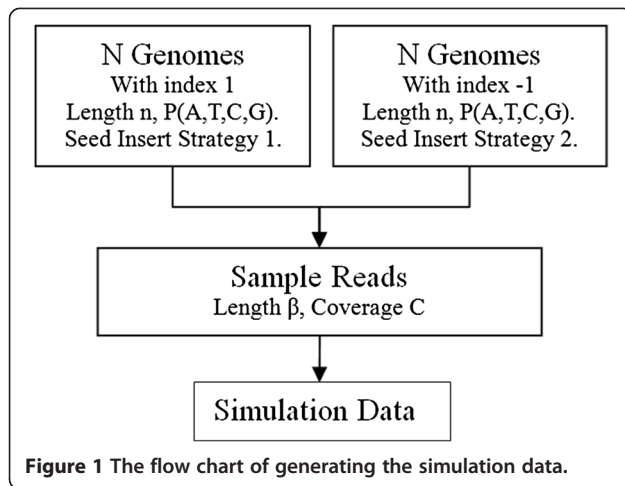 N Genomes
With index 1
Length n, P(A,T,C,G).
Seed Insert Strategy 1.
N Genomes
With index -1
Length n, P(A,T,C,G).
Seed Insert Strategy 2.
Sample Reads
Length β, Coverage C
Simulation Data
Figure 1 The flow chart of generating the simulation data.